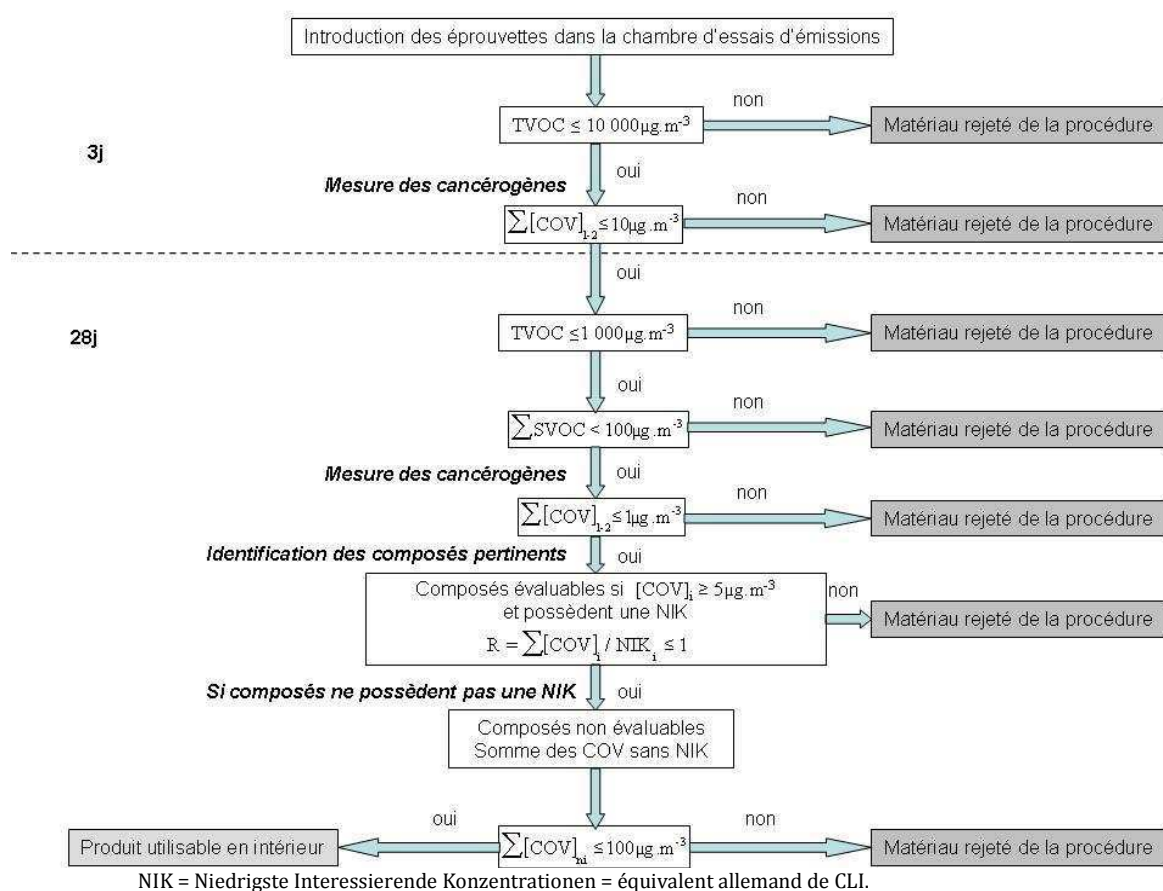 Introduction des éprouvettes dans la chambre d'essais d'émissions
non
TVOC ≤ 10 000µg.m⁻³
Matériau rejeté de la procédure
3j
oui
Mesure des cancérogènes
non
∑[COV]₁₋₂ ≤ 10µg.m⁻³
Matériau rejeté de la procédure
oui
non
28j
TVOC ≤1 000µg.m⁻³
Matériau rejeté de la procédure
oui
non
∑SVOC < 100µg.m⁻³
Matériau rejeté de la procédure
Mesure des cancérogènes
oui
non
∑[COV]₁₋₂ ≤ 1µg.m⁻³
Matériau rejeté de la procédure
Identification des composés pertinents
oui
Composés évaluables si [COV]ᵢ ≥ 5µg.m⁻³
et possèdent une NIK
non
R = ∑[COV]ᵢ / NIKᵢ ≤ 1
Matériau rejeté de la procédure
Si composés ne possèdent pas une NIK
oui
Composés non évaluables
Somme des COV sans NIK
oui
non
Produit utilisable en intérieur
∑[COV]ₙᵢ ≤ 100µg.m⁻³
Matériau rejeté de la procédure
NIK = Niedrigste Interessierende Konzentrationen = équivalent allemand de CLI.